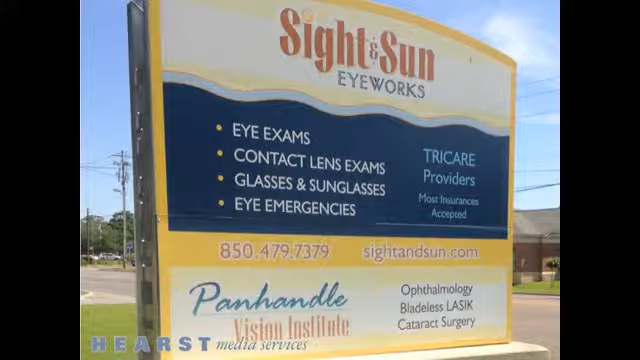 Sight & Sun
EYEWORKS
• EYE EXAMS
• CONTACT LENS EXAMS
• GLASSES & SUNGLASSES
• EYE EMERGENCIES
TRICARE
Providers
Most Insurances
Accepted
850.479.7379
sightandsun.com
Panhandle
Vision Institute
Ophthalmology
Bladeless LASIK
Cataract Surgery
HEARST media services